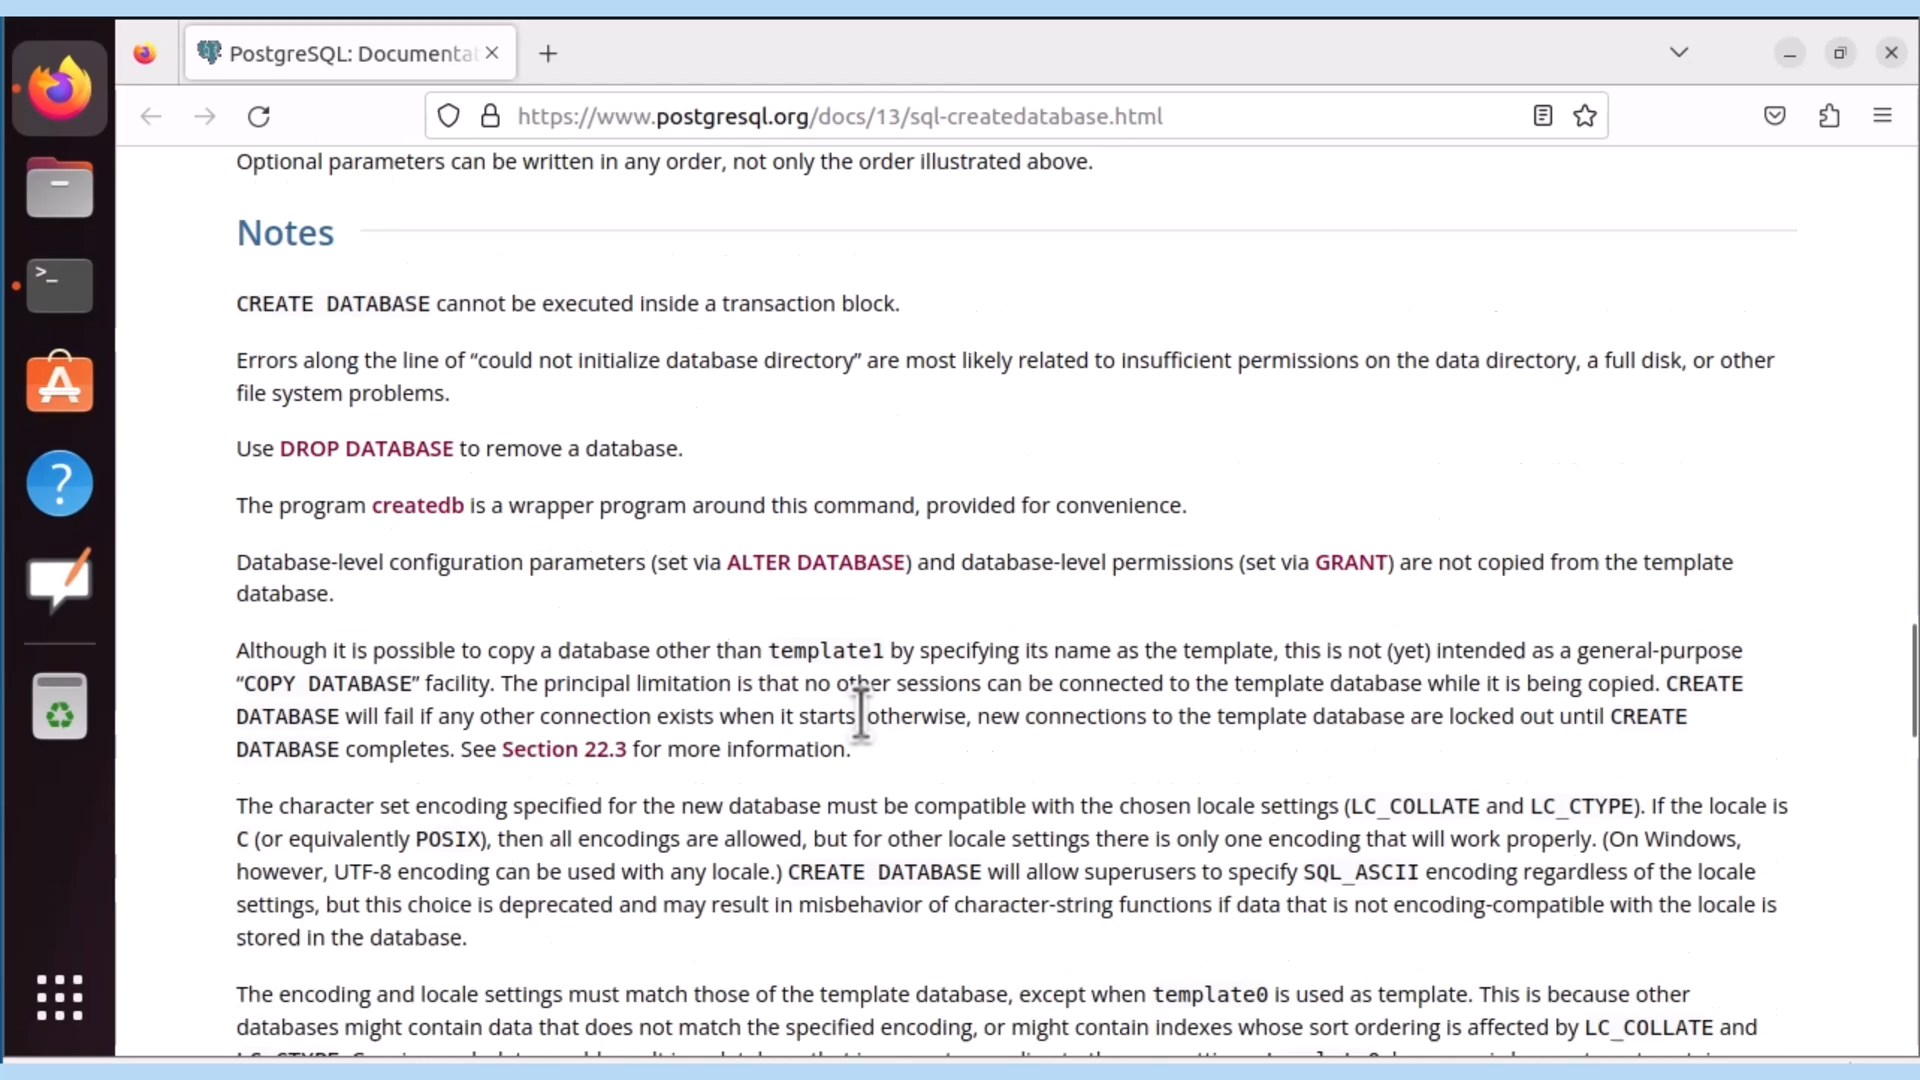 PostgreSQL: Documenta
https://www.postgresql.org/docs/13/sql-createdatabase.html
Optional parameters can be written in any order, not only the order illustrated above.
Notes
CREATE DATABASE cannot be executed inside a transaction block.
Errors along the line of “could not initialize database directory” are most likely related to insufficient permissions on the data directory, a full disk, or other
file system problems.
Use DROP DATABASE to remove a database.
The program createdb is a wrapper program around this command, provided for convenience.
Database-level configuration parameters (set via ALTER DATABASE) and database-level permissions (set via GRANT) are not copied from the template
database.
Although it is possible to copy a database other than template1 by specifying its name as the template, this is not (yet) intended as a general-purpose
“COPY DATABASE” facility. The principal limitation is that no other sessions can be connected to the template database while it is being copied. CREATE
DATABASE will fail if any other connection exists when it starts otherwise, new connections to the template database are locked out until CREATE
DATABASE completes. See Section 22.3 for more information.
The character set encoding specified for the new database must be compatible with the chosen locale settings (LC_COLLATE and LC_CTYPE). If the locale is
C (or equivalently POSIX), then all encodings are allowed, but for other locale settings there is only one encoding that will work properly. (On Windows,
however, UTF-8 encoding can be used with any locale.) CREATE DATABASE will allow superusers to specify SQL_ASCII encoding regardless of the locale
settings, but this choice is deprecated and may result in misbehavior of character-string functions if data that is not encoding-compatible with the locale is
stored in the database.
The encoding and locale settings must match those of the template database, except when template0 is used as template. This is because other
databases might contain data that does not match the specified encoding, or might contain indexes whose sort ordering is affected by LC_COLLATE and